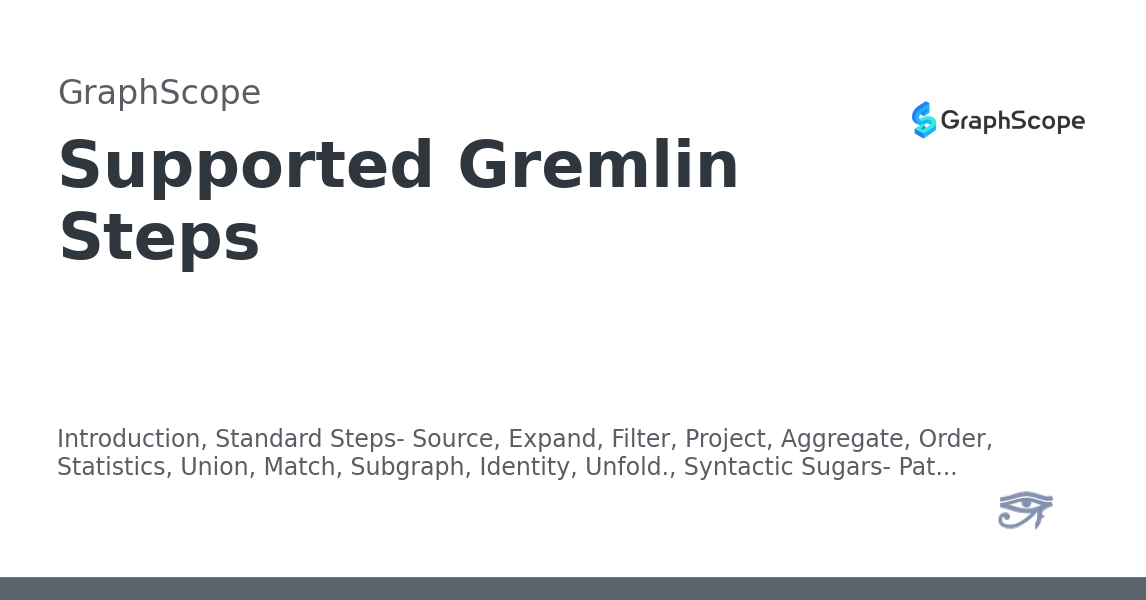 GraphScope
GraphScope
Supported Gremlin
Steps
Introduction, Standard Steps- Source, Expand, Filter, Project, Aggregate, Order,
Statistics, Union, Match, Subgraph, Identity, Unfold., Syntactic Sugars- Pat...